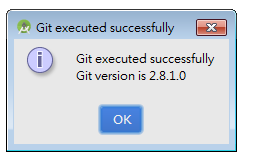 Git executed successfully
Git executed successfully
Git version is 2.8.1.0
OK